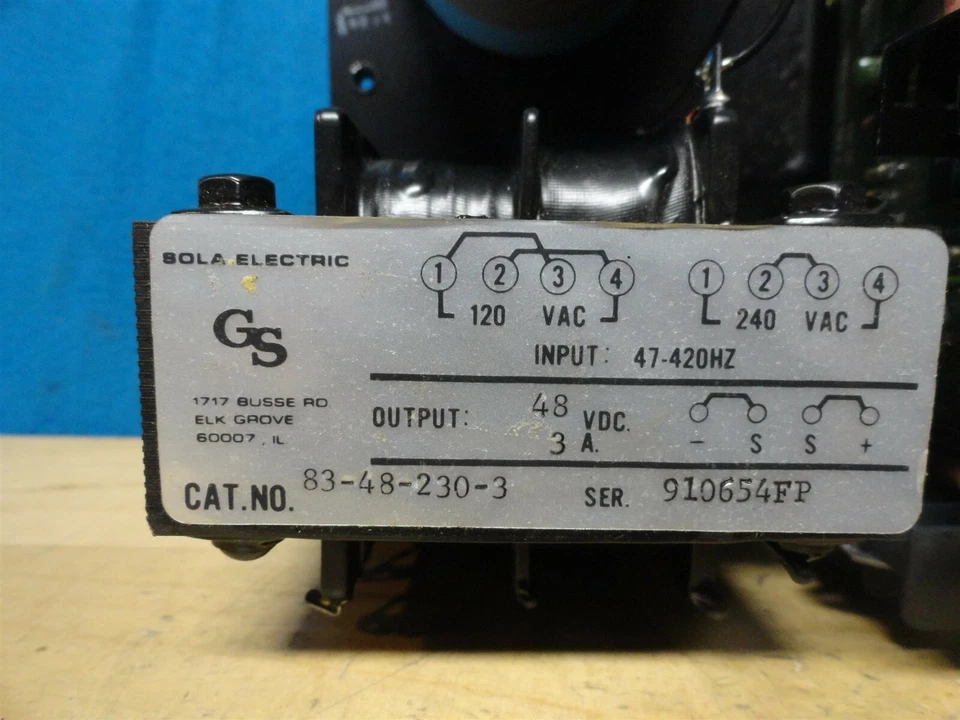 SOLA ELECTRIC
GS
1717 BUSSE RD
ELK GROVE
60007, IL
1 2 3 4
120 VAC
1 2 3 4
240 VAC
INPUT: 47-420HZ
OUTPUT: 48 VDC.
3 A.
- S S +
CAT.NO. 83-48-230-3
SER. 910654FP